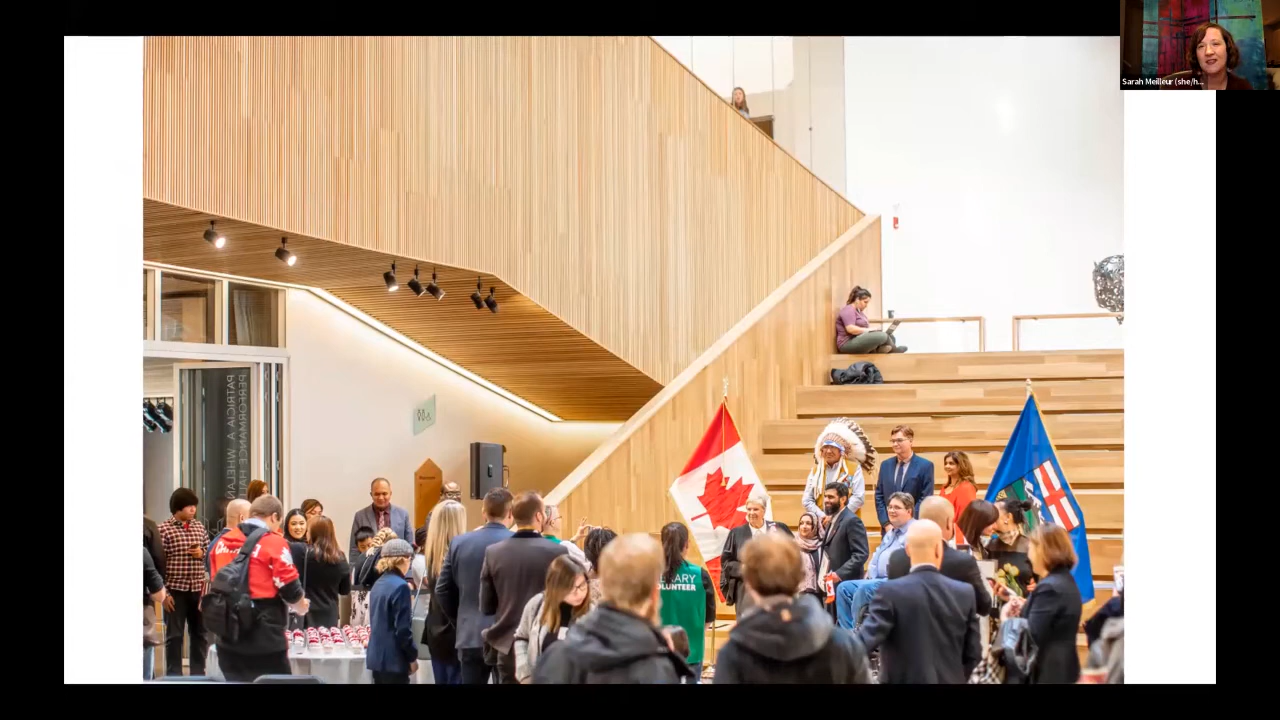 Sarah Meilleur (she/h...
PERFORMANCE HALL
PATRICIA A. WHELAN
LIBRARY
VOLUNTEER